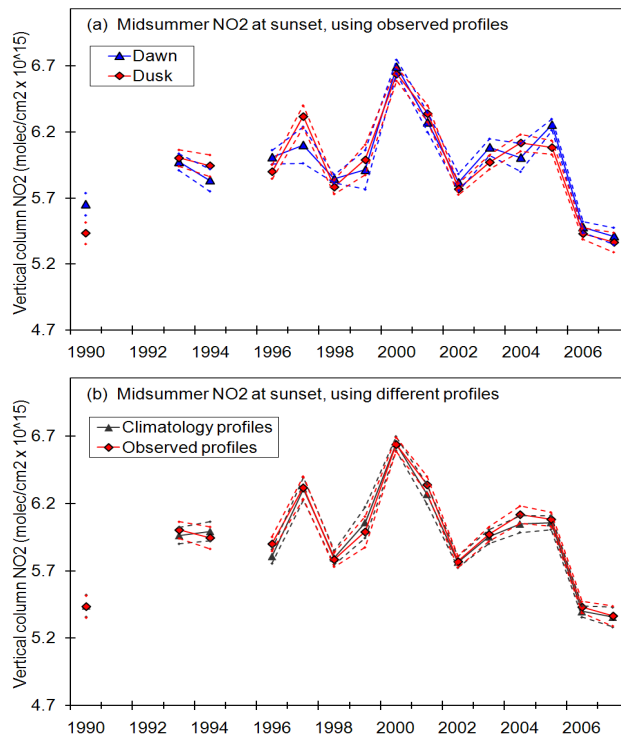 (a) Midsummer NO2 at sunset, using observed profiles
Dawn
Dusk
Vertical column NO2 (molec/cm2 x 10^15)
6.7
6.2
5.7
5.2
4.7
1990 1992 1994 1996 1998 2000 2002 2004 2006
(b) Midsummer NO2 at sunset, using different profiles
Climatology profiles
Observed profiles
Vertical column NO2 (molec/cm2 x 10^15)
6.7
6.2
5.7
5.2
4.7
1990 1992 1994 1996 1998 2000 2002 2004 2006